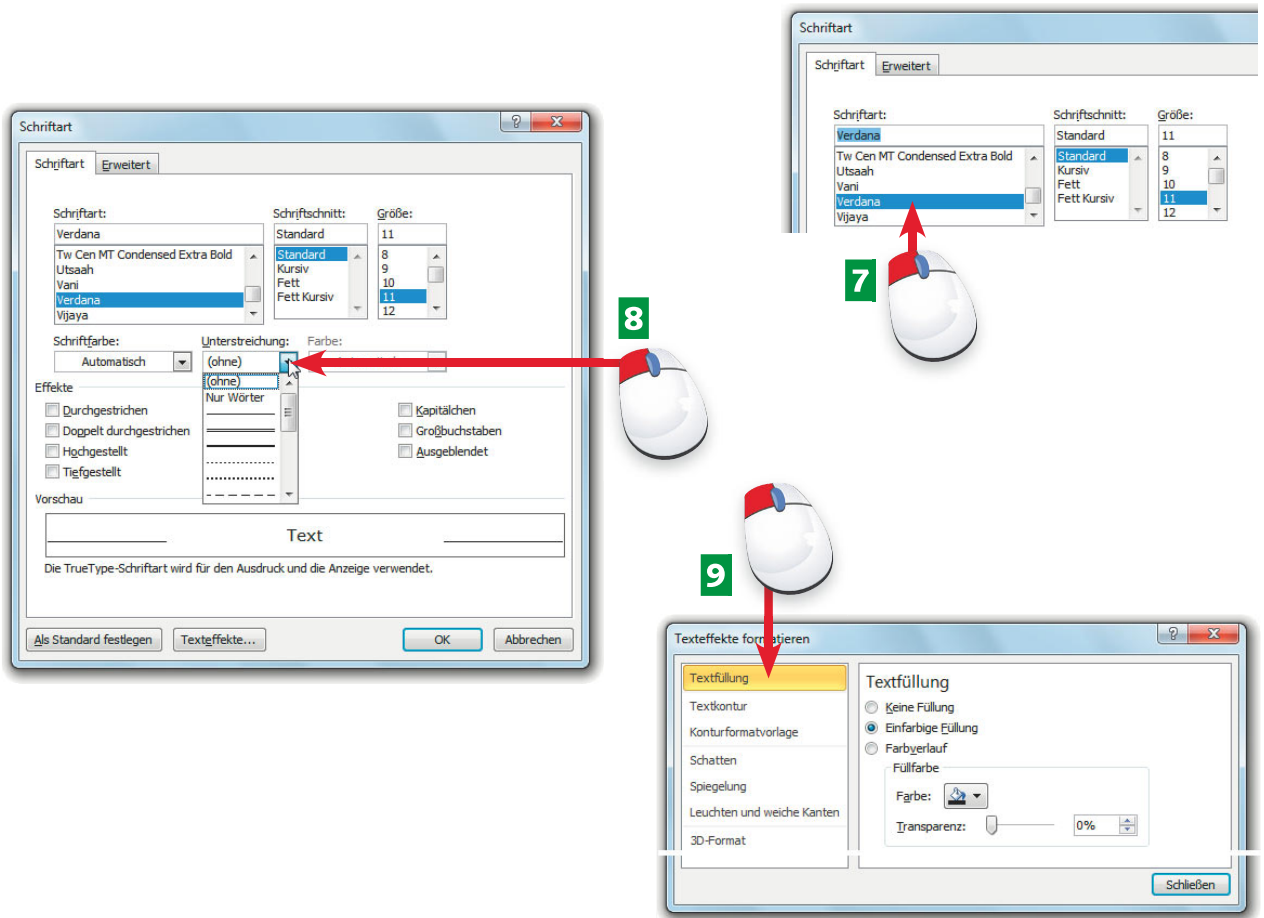 Schriftart
Schriftart Erweitert
Schriftart: Schriftschnitt: Größe:
Verdana Standard 11
Tw Cen MT Condensed Extra Bold Standard 8
Utsaah Kursiv 9
Vani Fett 10
Verdana Fett Kursiv 11
Vijaya 12
7
Schriftart
Schriftart Erweitert
Schriftart: Schriftschnitt: Größe:
Verdana Standard 11
Tw Cen MT Condensed Extra Bold Standard 8
Utsaah Kursiv 9
Vani Fett 10
Verdana Fett Kursiv 11
Vijaya 12
8
Schriftfarbe: Unterstreichung: Farbe:
Automatisch (ohne)
(ohne)
Nur Wörter
Effekte
Durchgestrichen Kapitälchen
Doppelt durchgestrichen Großbuchstaben
Hochgestellt Ausgeblendet
Tiefgestellt
Vorschau
Text
Die TrueType-Schriftart wird für den Ausdruck und die Anzeige verwendet.
Als Standard festlegen Texteffekte... OK Abbrechen
9
Texteffekte formatieren
Textfüllung
Textkontur
Konturformatvorlage
Schatten
Spiegelung
Leuchten und weiche Kanten
3D-Format
Textfüllung
Keine Füllung
Einfarbige Füllung
Farbverlauf
Füllfarbe
Farbe:
Transparenz: 0%
Schließen